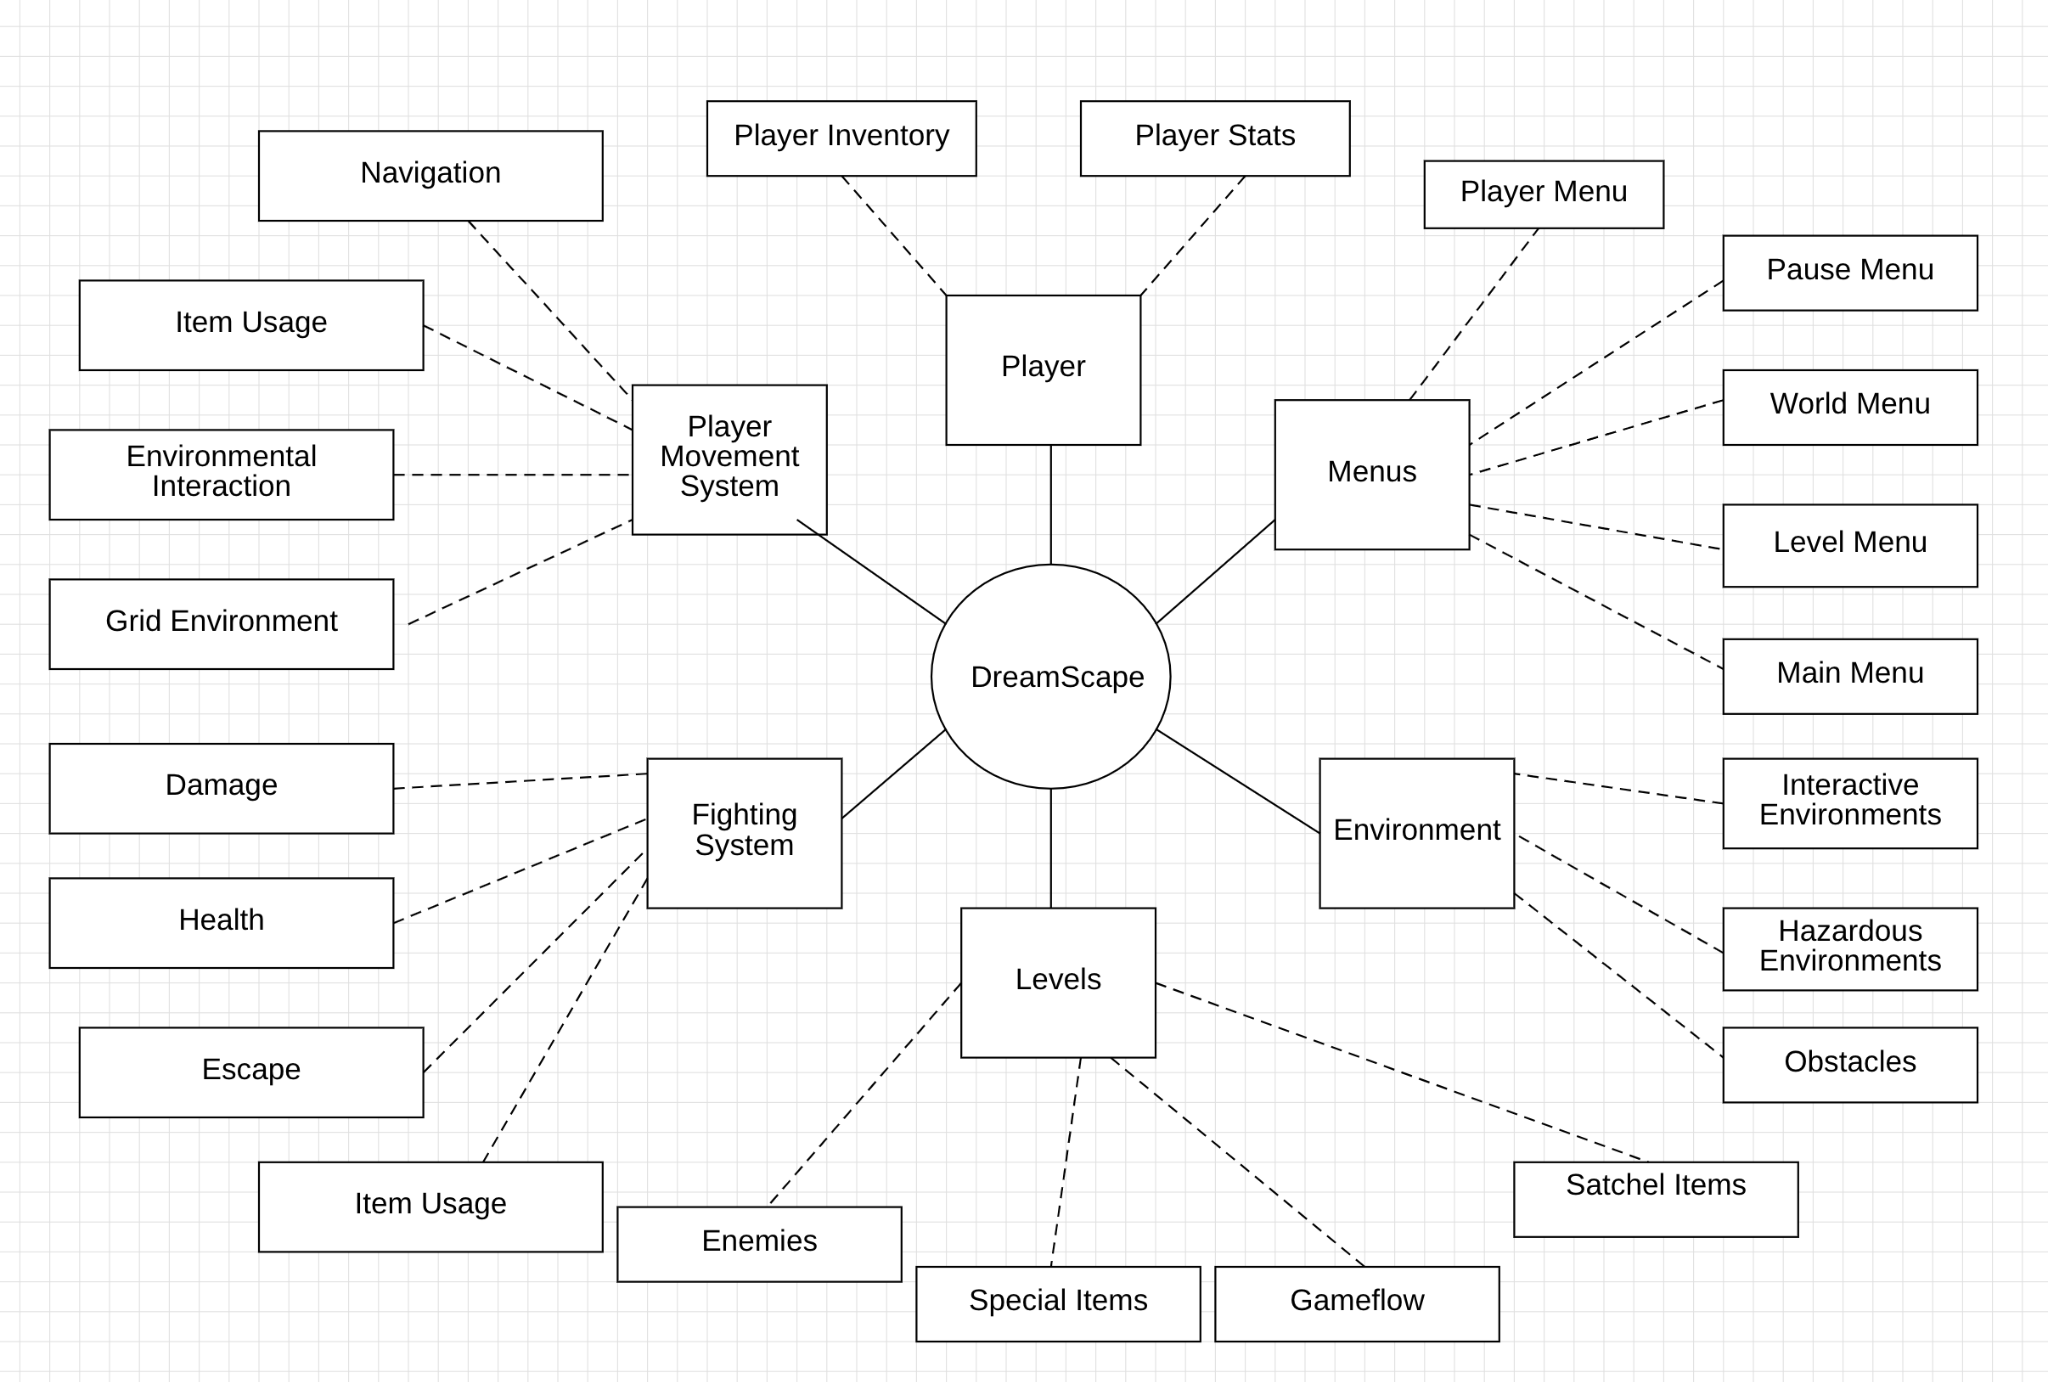 Player Inventory
Player Stats
Navigation
Player Menu
Pause Menu
Item Usage
Player
World Menu
Player
Movement
System
Environmental
Interaction
Menus
Level Menu
Grid Environment
DreamScape
Main Menu
Damage
Fighting
System
Environment
Interactive
Environments
Health
Levels
Hazardous
Environments
Escape
Obstacles
Item Usage
Satchel Items
Enemies
Special Items
Gameflow